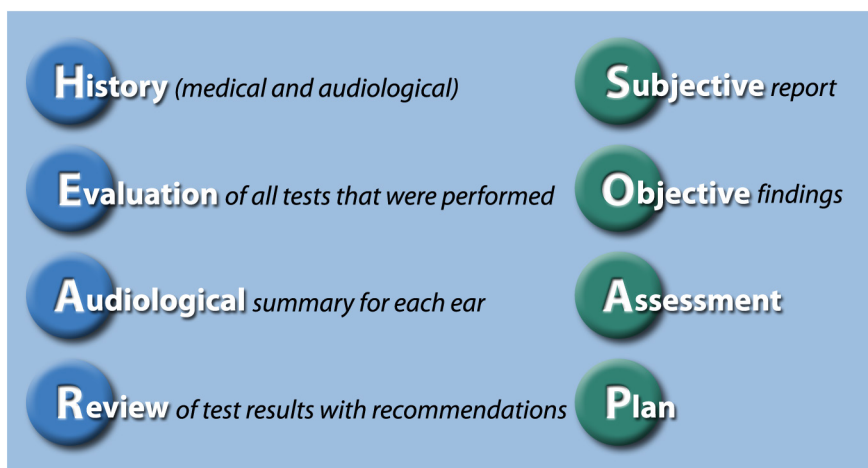 History (medical and audiological)
Evaluation of all tests that were performed
Audiological summary for each ear
Review of test results with recommendations
Subjective report
Objective findings
Assessment
Plan